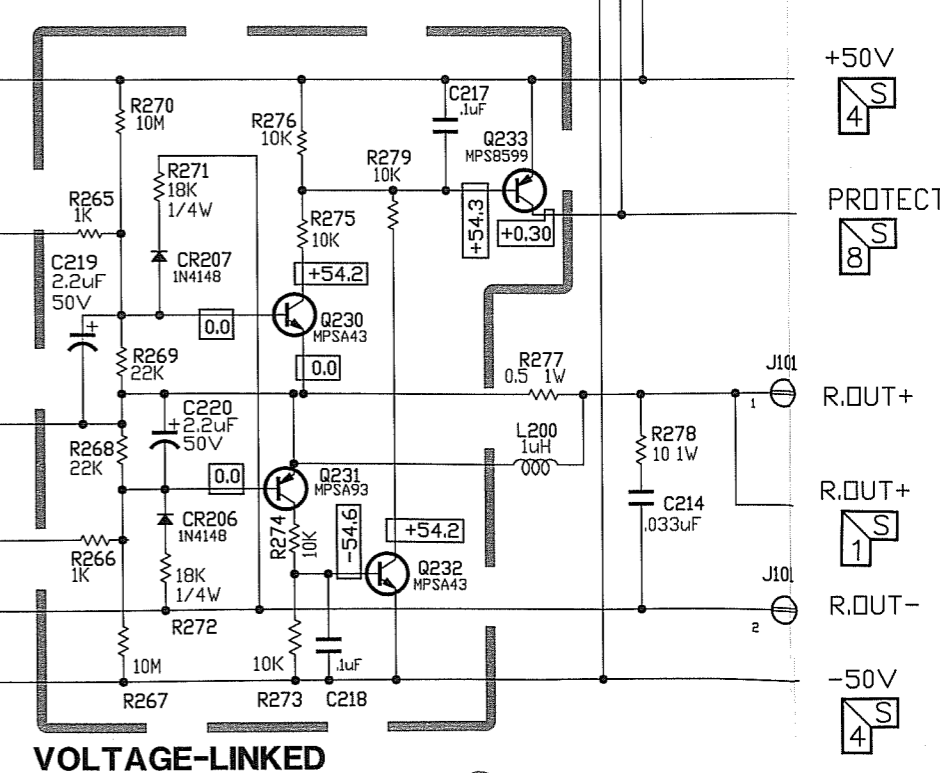 +50V
S
4
C217
.1uF
R270
10M
R276
10K
Q233
MPS8599
R279
10K
R271
18K
1/4W
R265
1K
PROTECT
S
8
+54.3
+0.30
R275
10K
CR207
1N4148
C219
2.2uF
50V
+54.2
0.0
Q230
MPSA43
R269
22K
0.0
R277
0.5 1W
J101
1
R.OUT+
C220
2.2uF
50V
R268
22K
L200
1uH
R278
10 1W
0.0
Q231
MPSA93
R.OUT+
S
1
C214
.033uF
CR206
1N4148
R274
10K
-54.6
+54.2
Q232
MPSA43
R266
1K
18K
1/4W
R272
J101
2
R.OUT-
10M
R267
10K
R273
.1uF
C218
-50V
S
4
VOLTAGE-LINKED